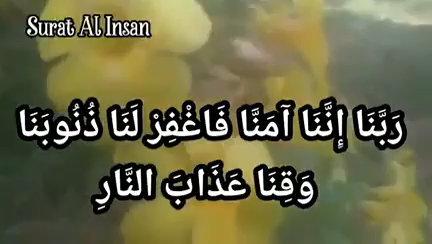 Surat Al Insan
رَبَّنَا إِنَّنَا آمَنَّا فَاغْفِرْ لَنَا ذُنُوبَنَا
وَقِنَا عَذَابَ النَّارِ